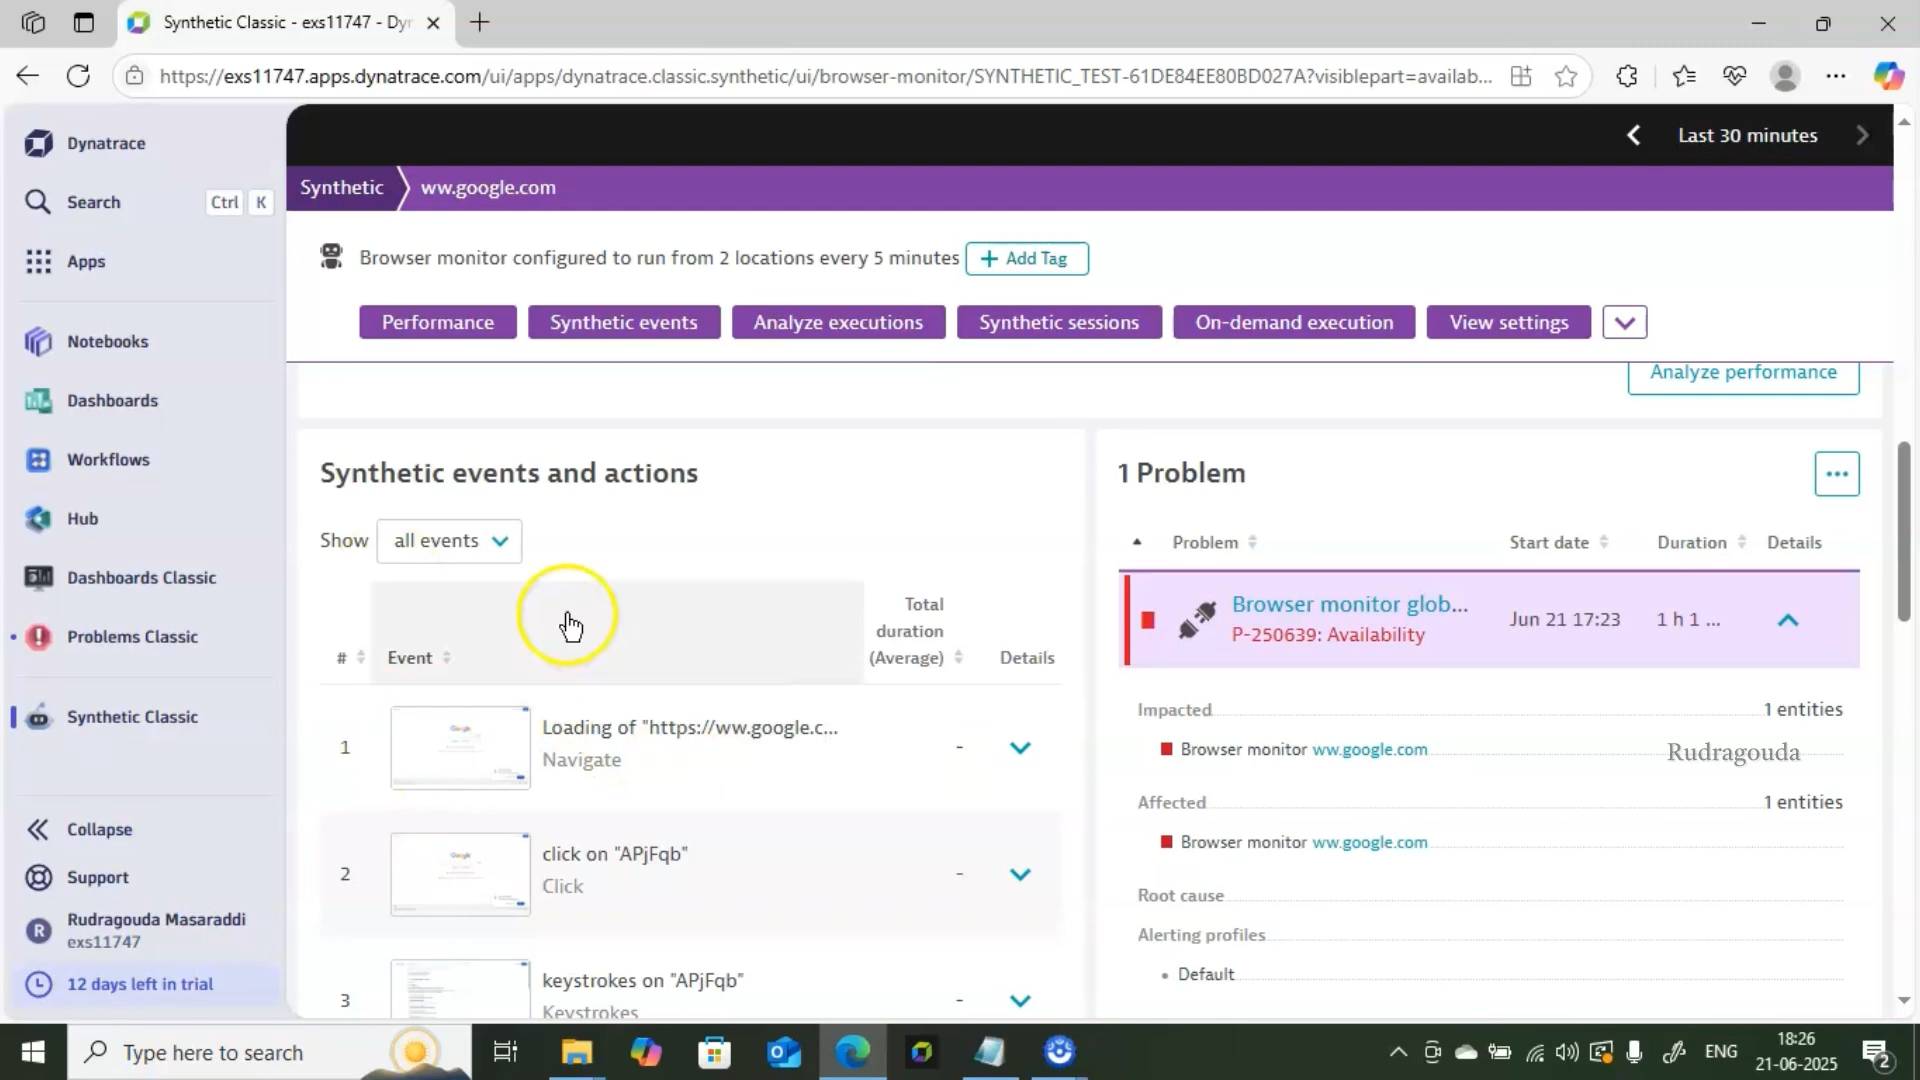 Synthetic Classic - exs11747 - Dyr
https://exs11747.apps.dynatrace.com/ui/apps/dynatrace.classic.synthetic/ui/browser-monitor/SYNTHETIC_TEST-61DE84EE80BD027A?visiblepart=availab...
Dynatrace
Search Ctrl K
Apps
Notebooks
Dashboards
Workflows
Hub
Dashboards Classic
Problems Classic
Synthetic Classic
Collapse
Support
R Rudragouda Masaraddi
exs11747
12 days left in trial
Last 30 minutes
Synthetic ww.google.com
Browser monitor configured to run from 2 locations every 5 minutes + Add Tag
Performance Synthetic events Analyze executions Synthetic sessions On-demand execution View settings
Analyze performance
Synthetic events and actions
Show all events
# Event Total duration (Average) Details
1 Loading of "https://ww.google.c... -
Navigate
2 click on "APjFqb" -
Click
3 keystrokes on "APjFqb" -
Keystrokes
1 Problem
...
Problem Start date Duration Details
Browser monitor glob... Jun 21 17:23 1 h 1 ...
P-250639: Availability
Impacted 1 entities
Browser monitor ww.google.com
Rudragouda
Affected 1 entities
Browser monitor ww.google.com
Root cause
Alerting profiles
• Default
Type here to search
ENG
18:26
21-06-2025
2